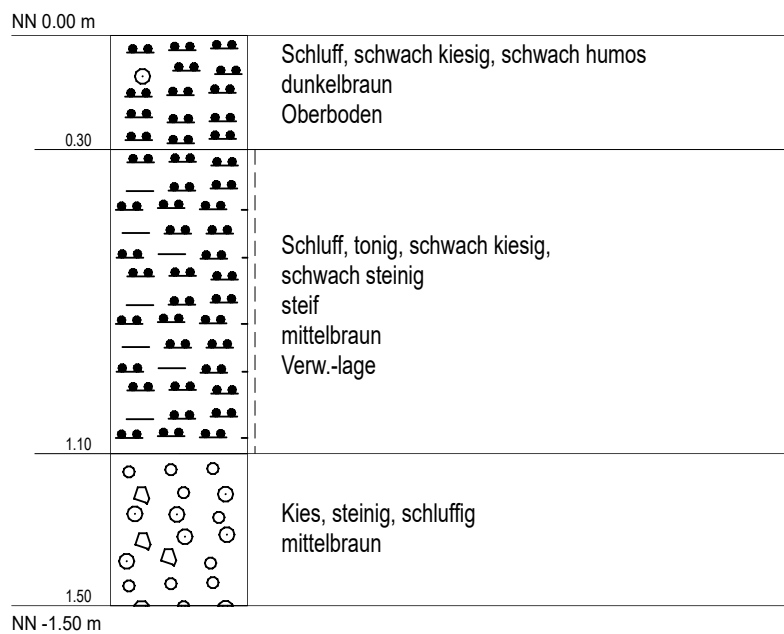 NN 0.00 m
Schluff, schwach kiesig, schwach humos
dunkelbraun
Oberboden
0.30
Schluff, tonig, schwach kiesig,
schwach steinig
steif
mittelbraun
Verw.-lage
1.10
Kies, steinig, schluffig
mittelbraun
1.50
NN -1.50 m